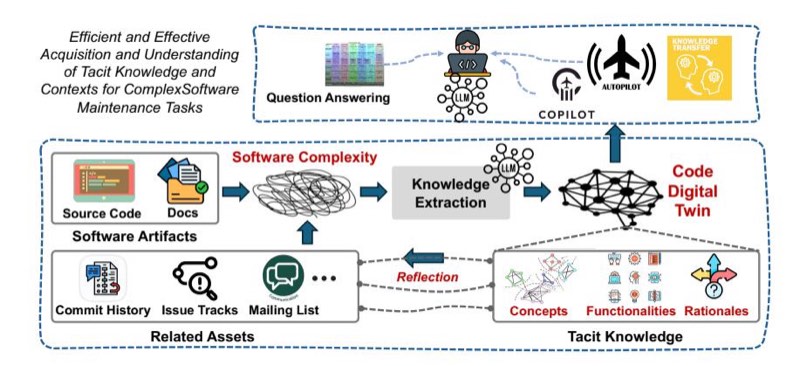 Efficient and Effective
Acquisition and Understanding
of Tacit Knowledge and
Contexts for ComplexSoftware
Maintenance Tasks
Question Answering
LLM
COPILOT
AUTOPILOT
KNOWLEDGE
TRANSFER
Source Code
Docs
Software Artifacts
Software Complexity
Knowledge
Extraction
LLM
Code
Digital
Twin
Commit History
Issue Tracks
Mailing List
Related Assets
Reflection
Concepts
Functionalities
Rationales
Tacit Knowledge